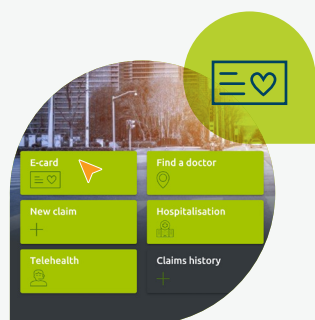 E-card
Find a doctor
New claim
Hospitalisation
Telehealth
Claims history